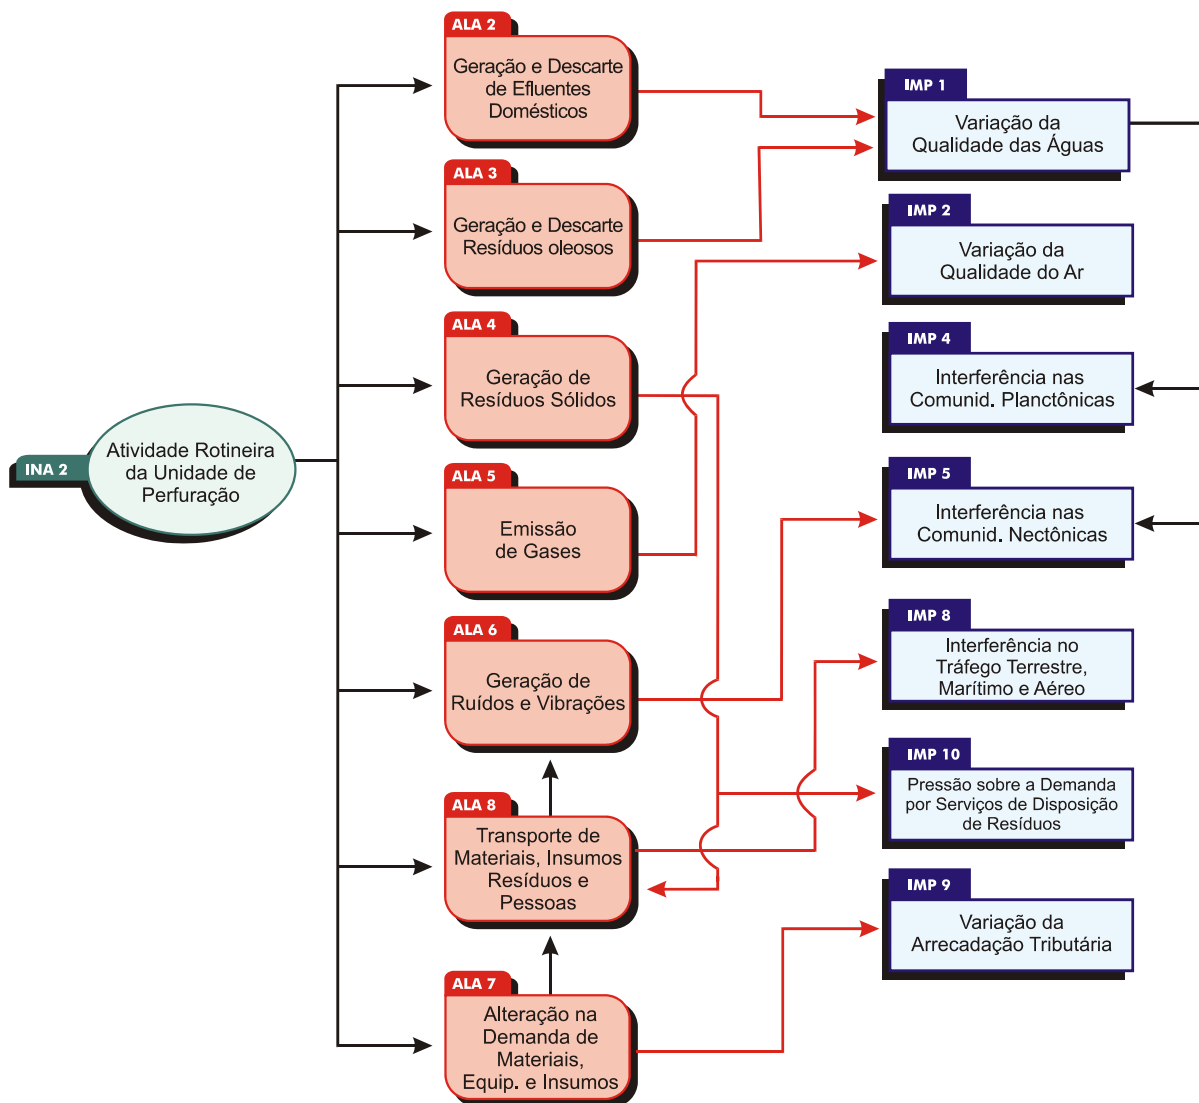 INA 2
Atividade Rotineira
da Unidade de
Perfuração
ALA 2
Geração e Descarte
de Efluentes
Domésticos
ALA 3
Geração e Descarte
Resíduos oleosos
ALA 4
Geração de
Resíduos Sólidos
ALA 5
Emissão
de Gases
ALA 6
Geração de
Ruídos e Vibrações
ALA 8
Transporte de
Materiais, Insumos
Resíduos e
Pessoas
ALA 7
Alteração na
Demanda de
Materiais,
Equip. e Insumos
IMP 1
Variação da
Qualidade das Águas
IMP 2
Variação da
Qualidade do Ar
IMP 4
Interferência nas
Comunid. Planctônicas
IMP 5
Interferência nas
Comunid. Nectônicas
IMP 8
Interferência no
Tráfego Terrestre,
Marítimo e Aéreo
IMP 10
Pressão sobre a Demanda
por Serviços de Disposição
de Resíduos
IMP 9
Variação da
Arrecadação Tributária